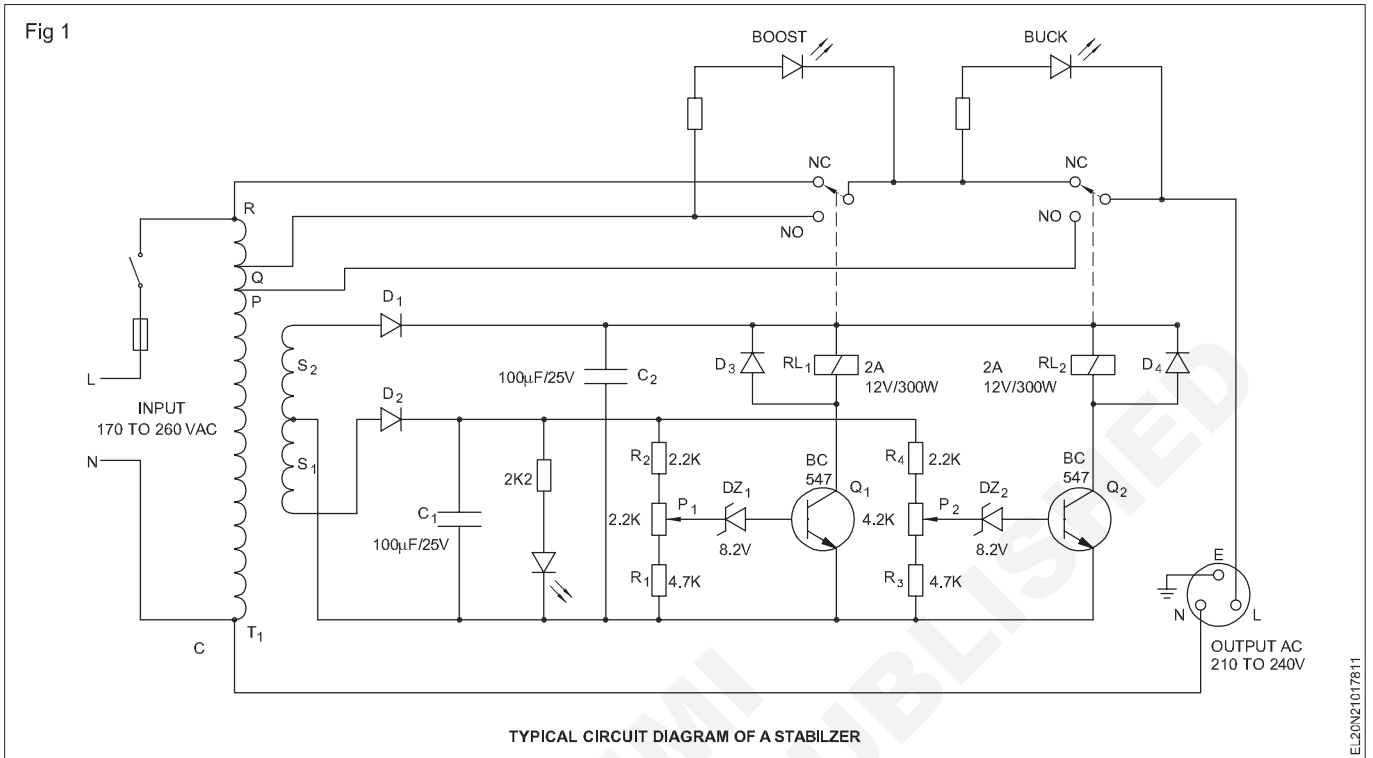 Fig 1
BOOST
BUCK
NC
NC
R
NO
NO
Q
P
D1
S2
D3
RL1
2A
12V/300W
2A
12V/300W
RL2
D4
100µF/25V
C2
L
INPUT
170 TO 260 VAC
D2
N
S1
R2
2.2K
BC
547
Q1
R4
2.2K
BC
547
Q2
2K2
P1
DZ1
P2
DZ2
C1
2.2K
4.2K
100µF/25V
8.2V
8.2V
R1
4.7K
R3
4.7K
E
N
L
T1
C
OUTPUT AC
210 TO 240V
TYPICAL CIRCUIT DIAGRAM OF A STABILZER
EL20N21017811
MI
UBLISHED